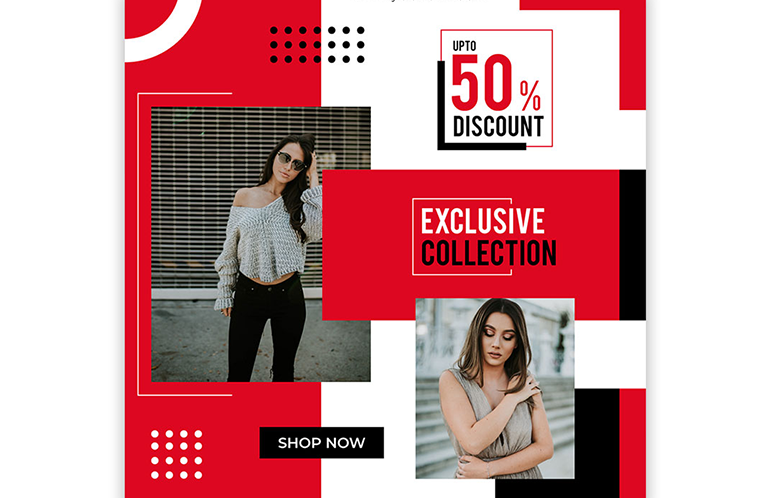 UPTO
50%
DISCOUNT
EXCLUSIVE
COLLECTION
SHOP NOW